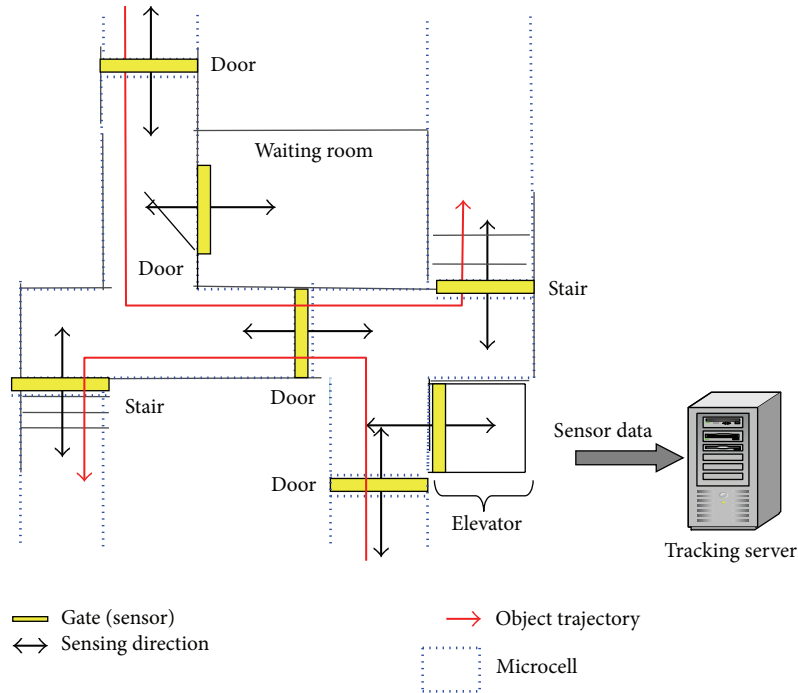 Door
Waiting room
Door
Stair
Stair
Door
Sensor data
Door
Elevator
Tracking server
Gate (sensor)
Object trajectory
Sensing direction
Microcell